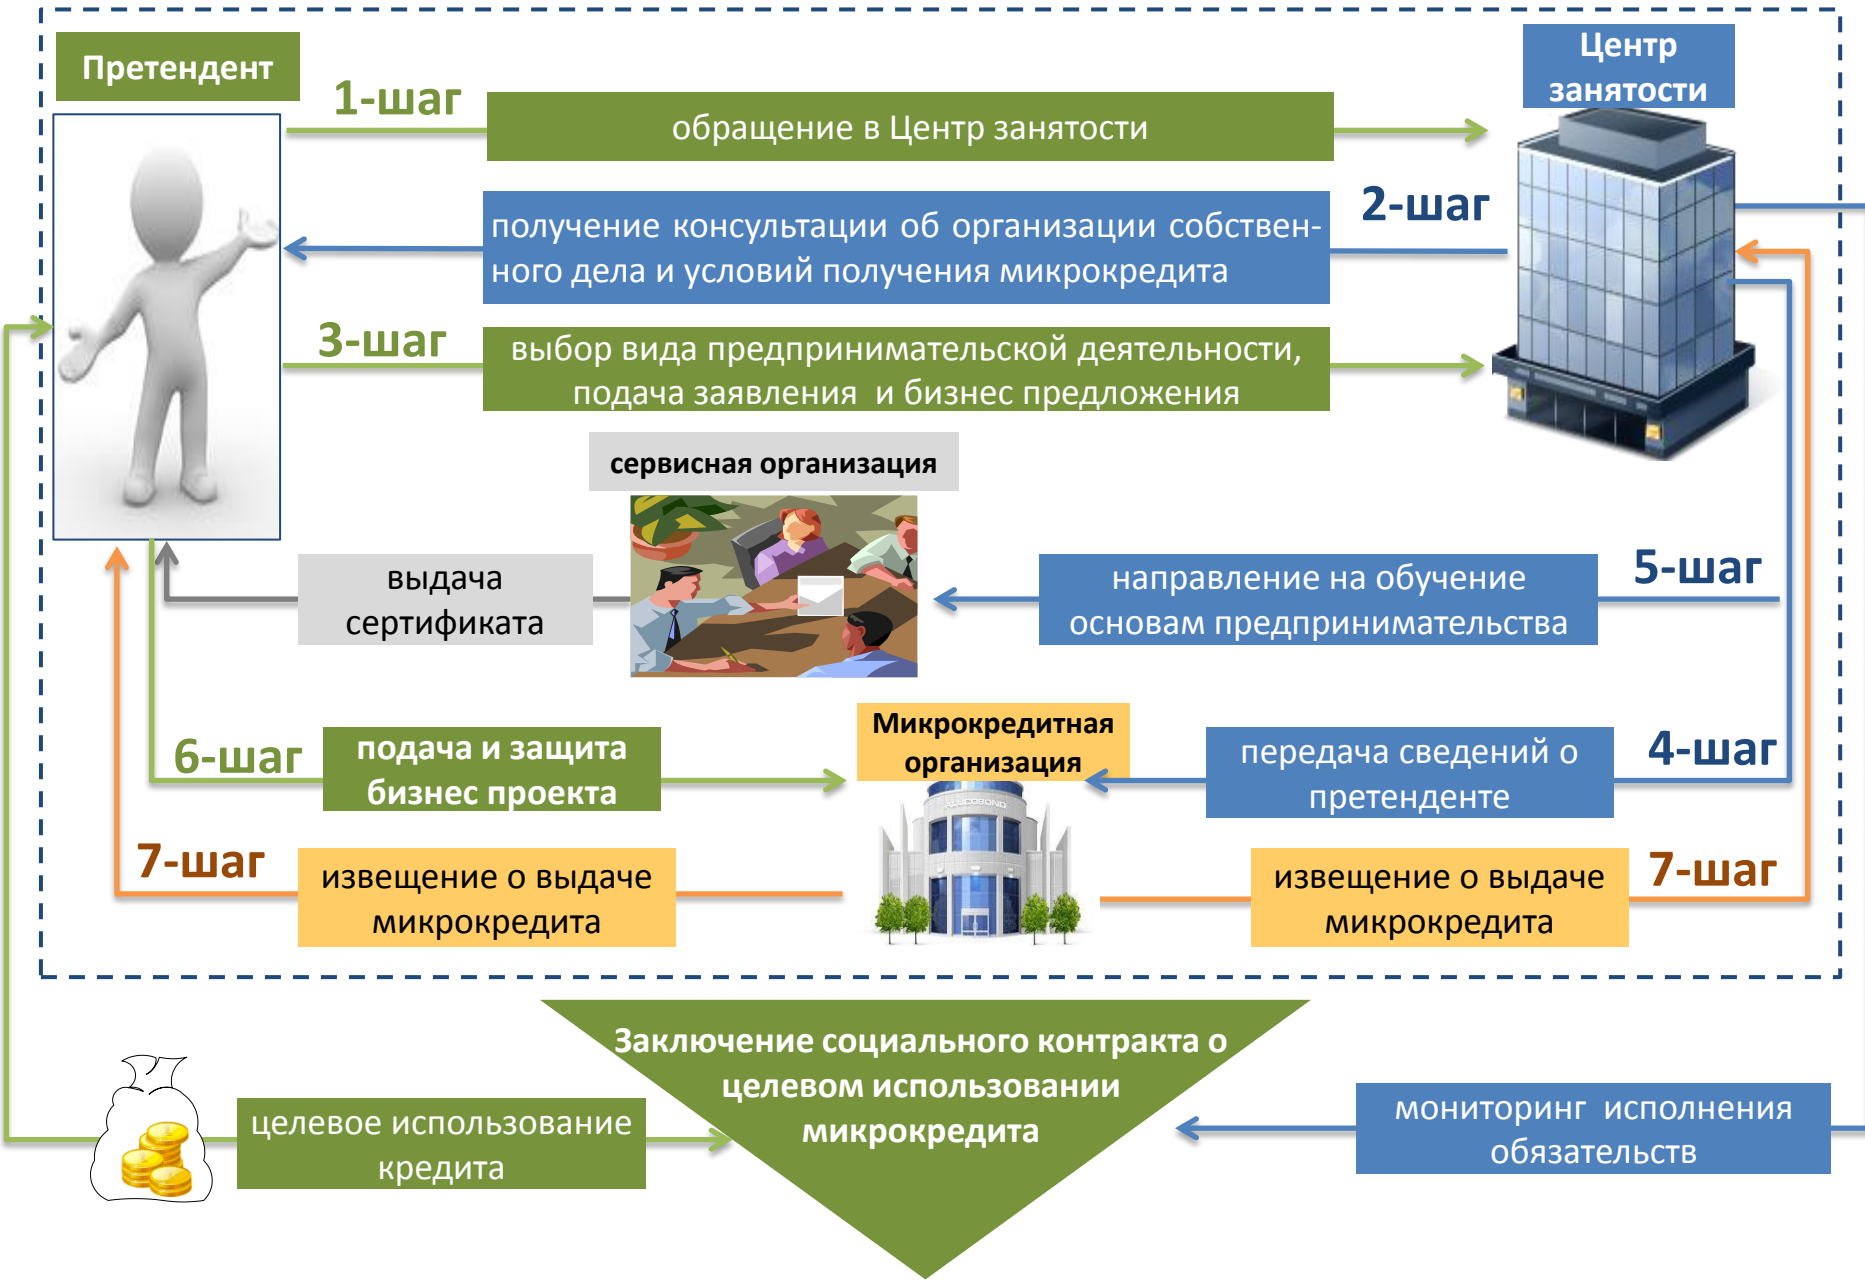 Претендент
Центр
занятости
1-шаг
обращение в Центр занятости
2-шаг
получение консультации об организации собствен-
ного дела и условий получения микрокредита
3-шаг
выбор вида предпринимательской деятельности,
подача заявления и бизнес предложения
сервисная организация
выдача
сертификата
направление на обучение
основам предпринимательства
5-шаг
6-шаг
подача и защита
бизнес проекта
Микрокредитная
организация
передача сведений о
претенденте
4-шаг
7-шаг
извещение о выдаче
микрокредита
извещение о выдаче
микрокредита
7-шаг
Заключение социального контракта о
целевом использовании
микрокредита
целевое использование
кредита
мониторинг исполнения
обязательств